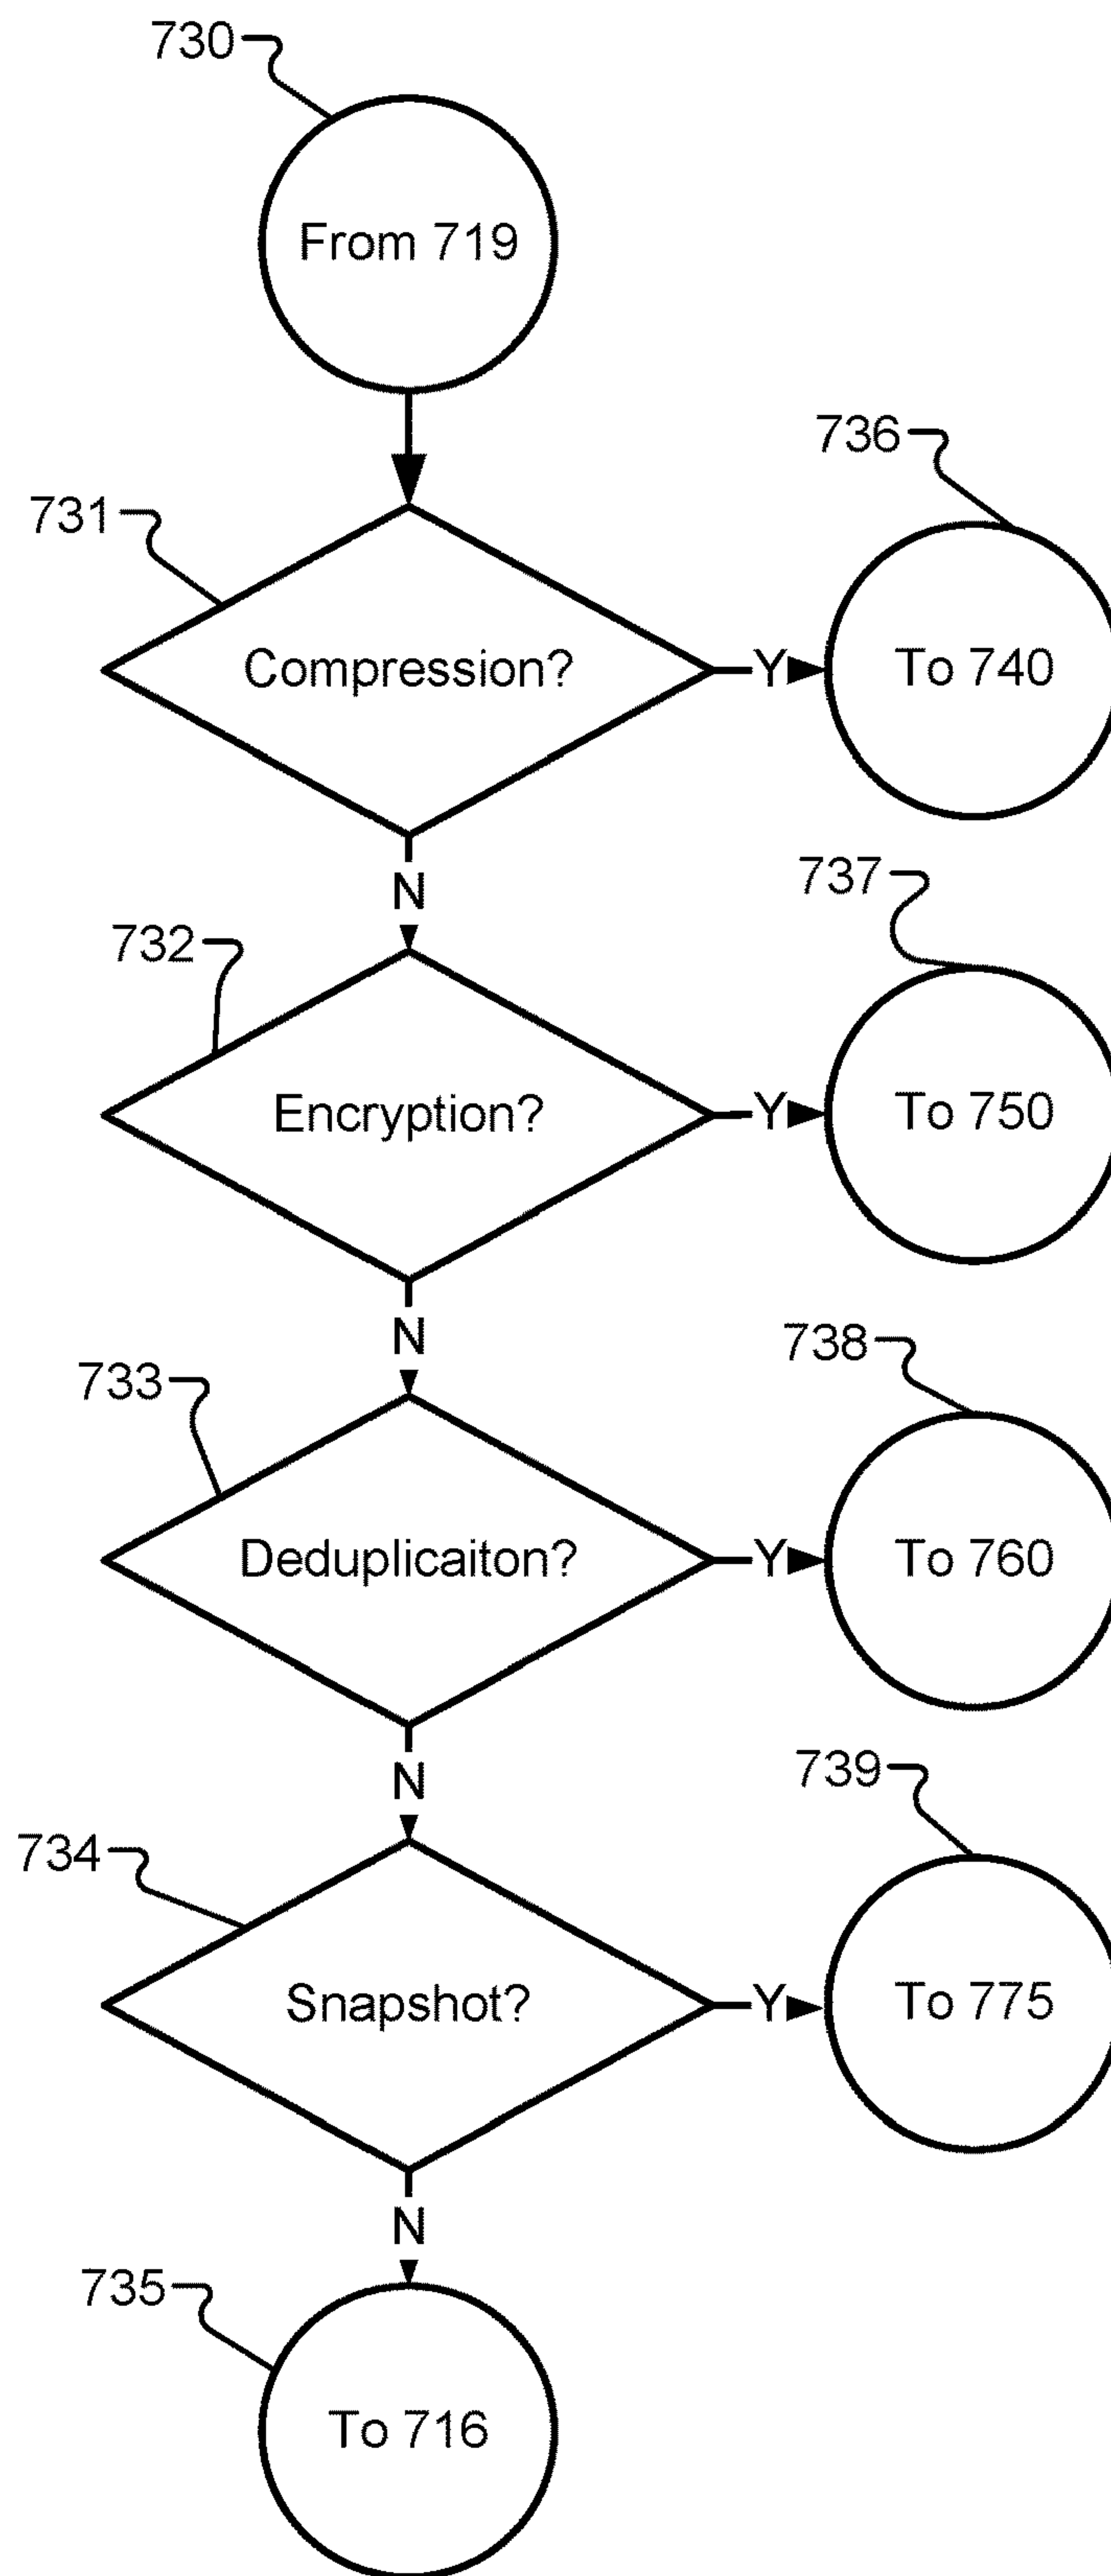 730
From 719
736
731
Compression?
Y
To 740
N
737
732
Encryption?
Y
To 750
N
738
733
Deduplicaiton?
Y
To 760
N
739
734
Snapshot?
Y
To 775
N
735
To 716